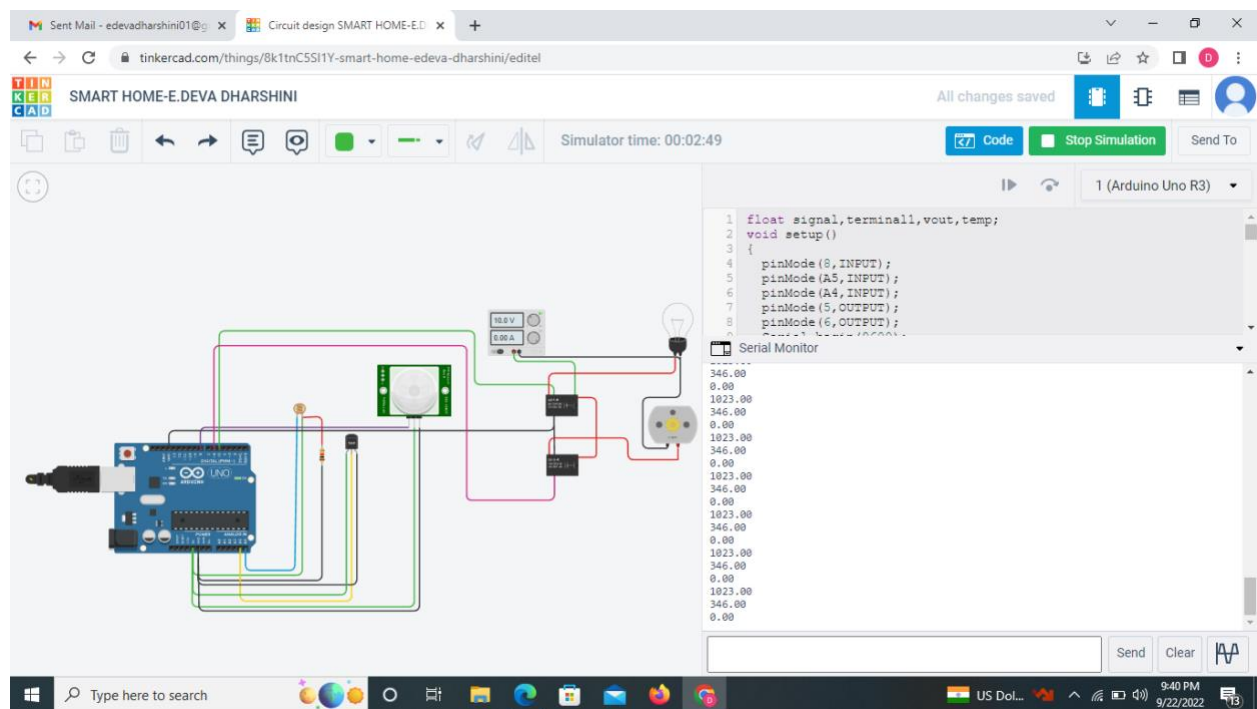 Sent Mail - edevadharshini01@g
Circuit design SMART HOME-E.D
tinkercad.com/things/8k1tnC5SI1Y-smart-home-edeva-dharshini/editel
D
TIN
KER
CAD
SMART HOME-E.DEVA DHARSHINI
All changes saved
Simulator time: 00:02:49
Code
Stop Simulation
Send To
1 (Arduino Uno R3)
1 float signal,terminal1,vout,temp;
2 void setup()
3 {
4 pinMode(8,INPUT);
5 pinMode(A5,INPUT);
6 pinMode(A4,INPUT);
7 pinMode(5,OUTPUT);
8 pinMode(6,OUTPUT);
10.0 V
0.00 A
UNO
ARDUINO
Serial Monitor
346.00
0.00
1023.00
346.00
0.00
1023.00
346.00
0.00
1023.00
346.00
0.00
1023.00
346.00
0.00
1023.00
346.00
0.00
1023.00
346.00
0.00
Send
Clear
Type here to search
US Dol...
9:40 PM
9/22/2022
13